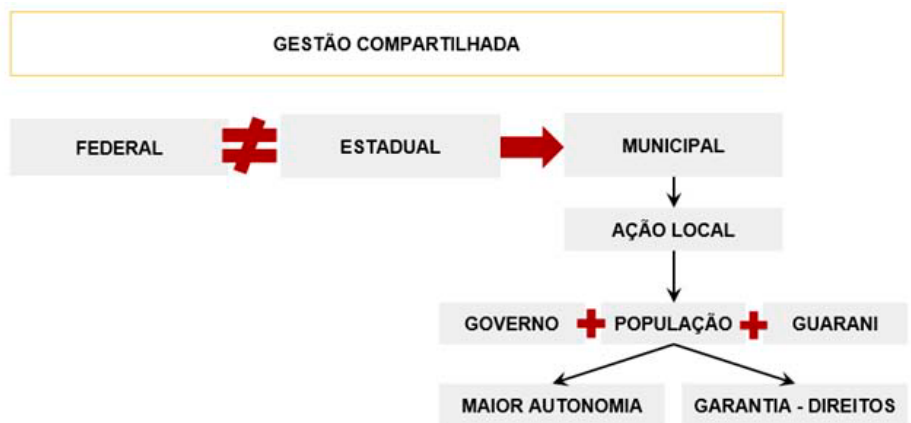 GESTÃO COMPARTILHADA
FEDERAL ≠ ESTADUAL MUNICIPAL
AÇÃO LOCAL
GOVERNO + POPULAÇÃO + GUARANI
MAIOR AUTONOMIA GARANTIA - DIREITOS